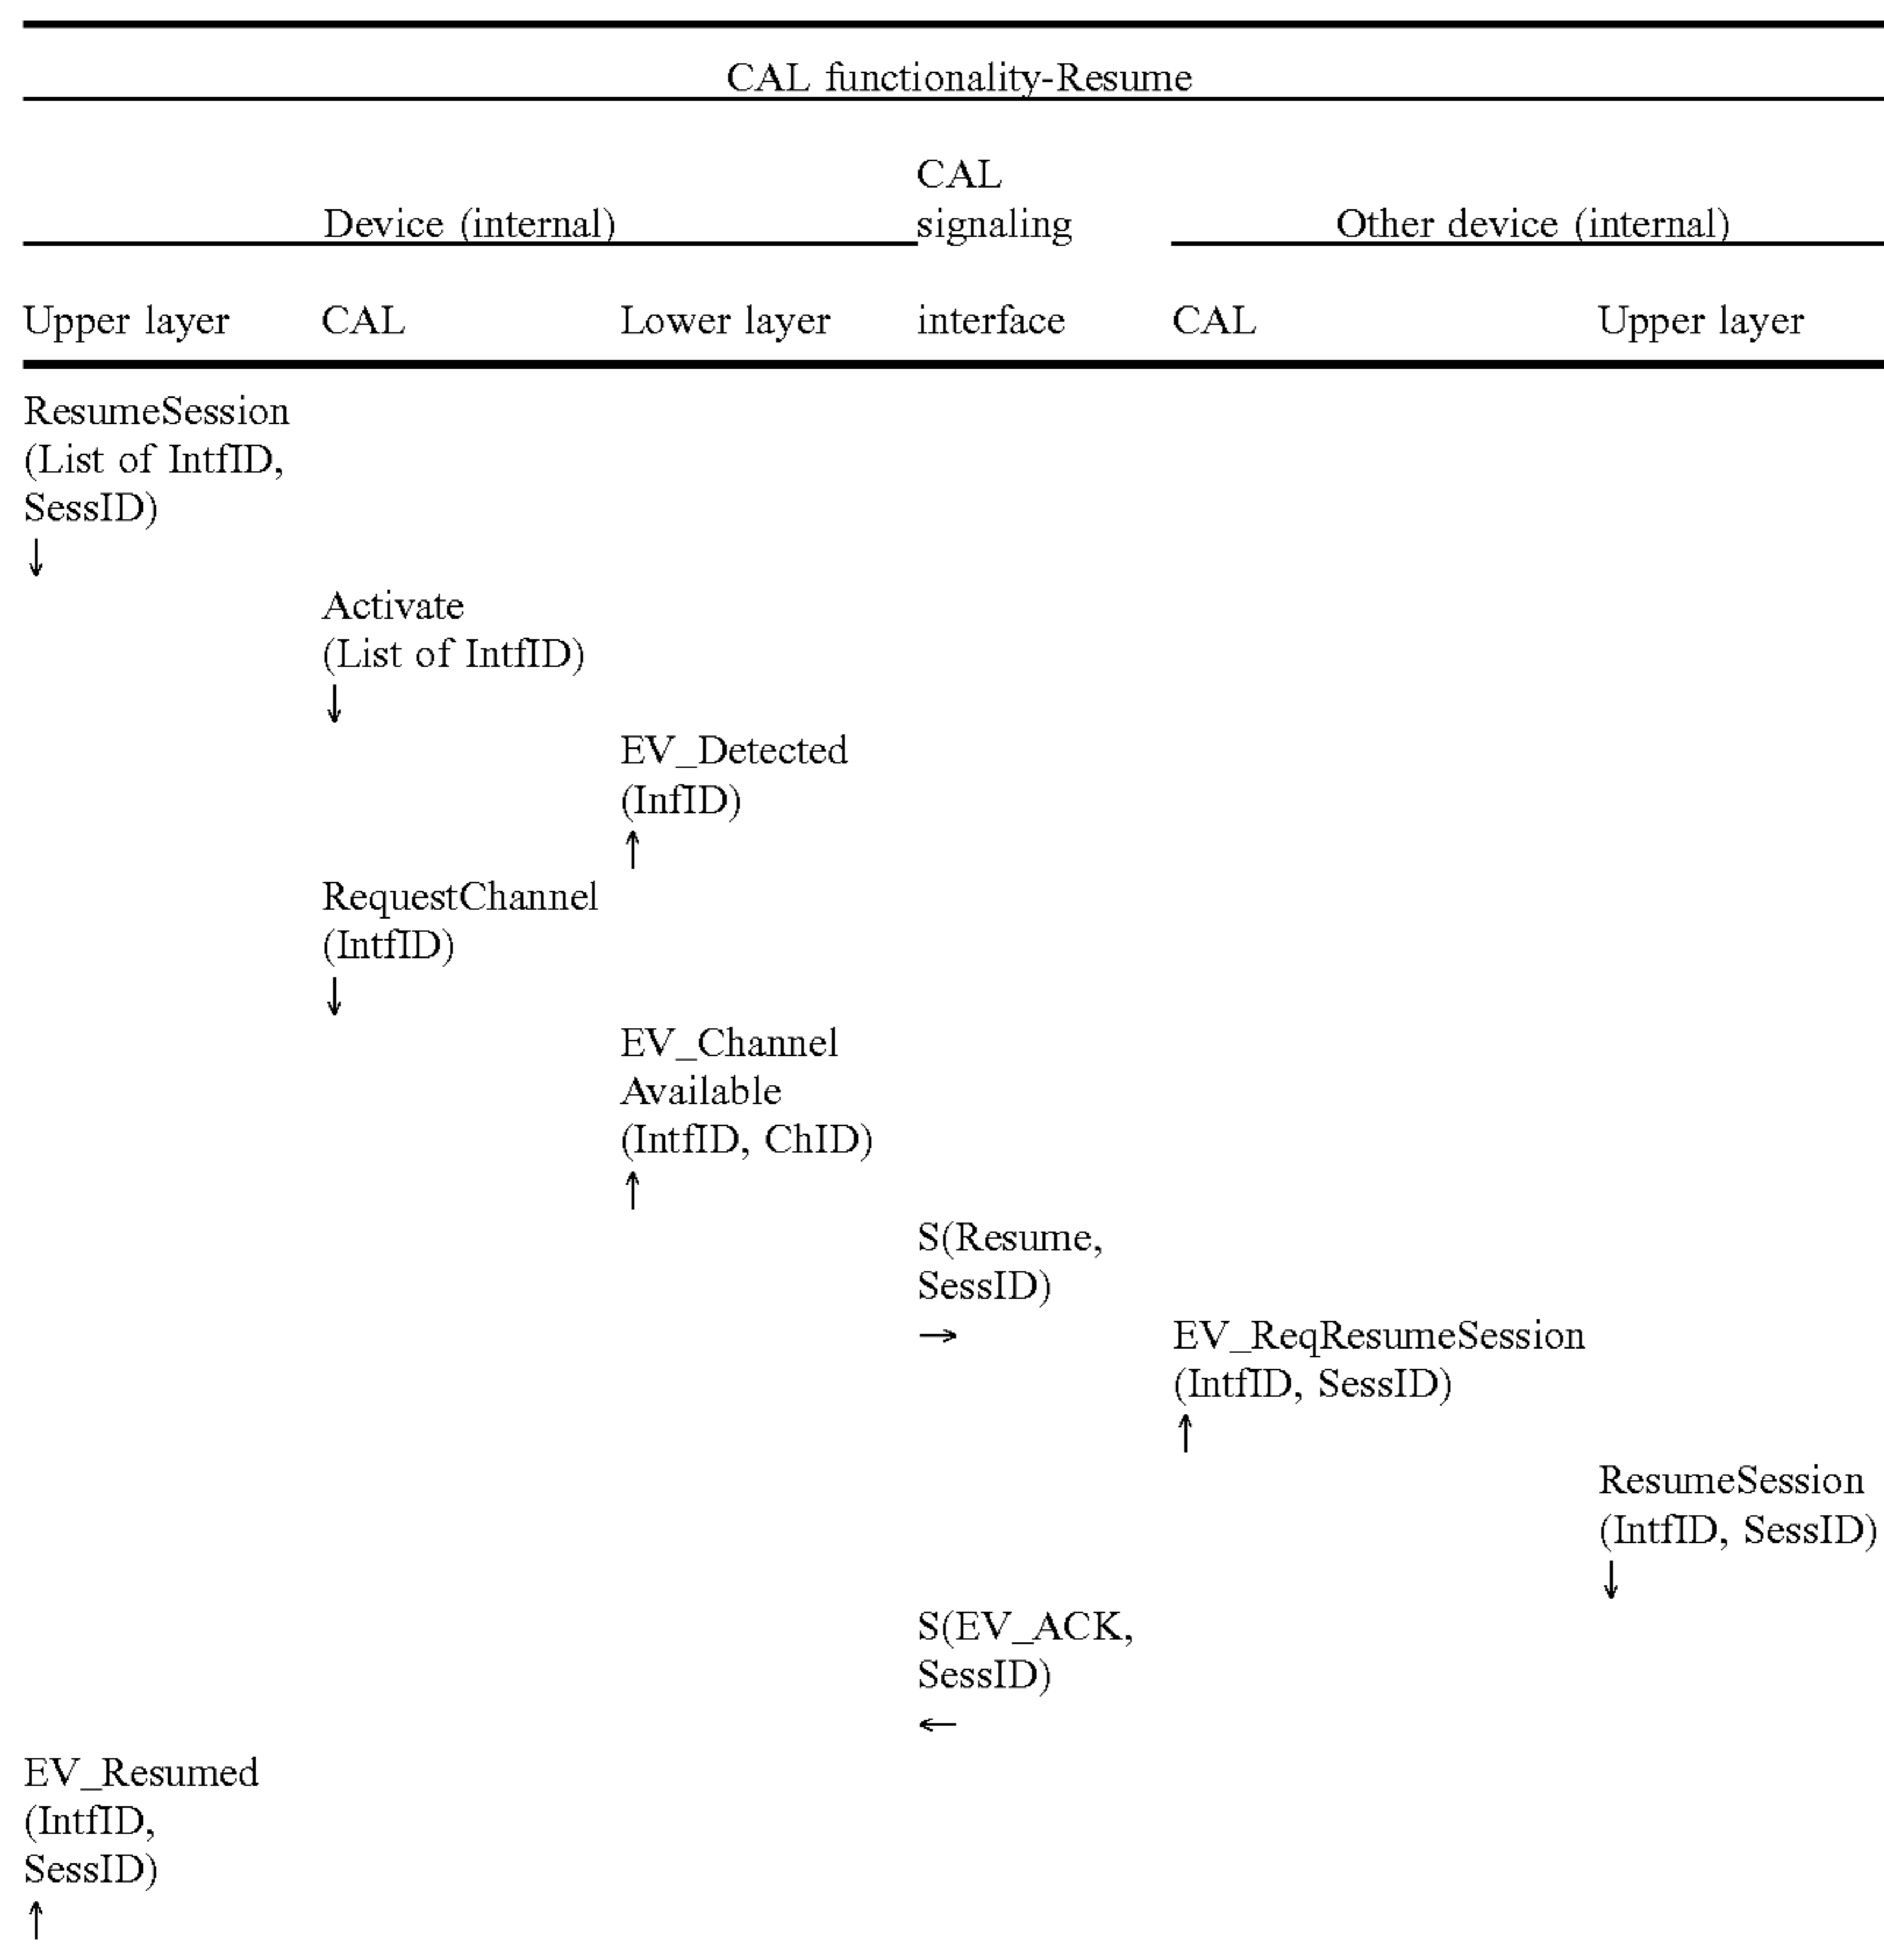 CAL functionality-Resume
CAL
Device (internal) signaling Other device (internal)
Upper layer CAL Lower layer interface CAL Upper layer
ResumeSession
(List of IntfID,
SessID)
↓
Activate
(List of IntfID)
↓
EV_Detected
(InfID)
↑
RequestChannel
(IntfID)
↓
EV_Channel
Available
(IntfID, ChID)
↑
S(Resume,
SessID)
→ EV_ReqResumeSession
(IntfID, SessID)
↑
ResumeSession
(IntfID, SessID)
↓
S(EV_ACK,
SessID)
←
EV_Resumed
(IntfID,
SessID)
↑